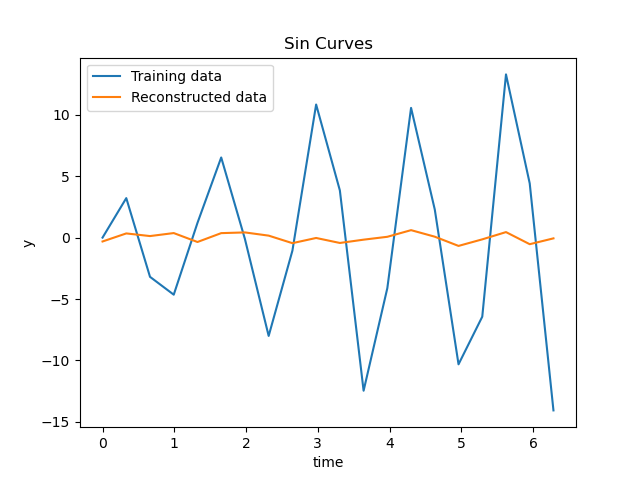 Sin Curves
Training data
Reconstructed data
10
5
0
−5
−10
−15
y
0 1 2 3 4 5 6
time